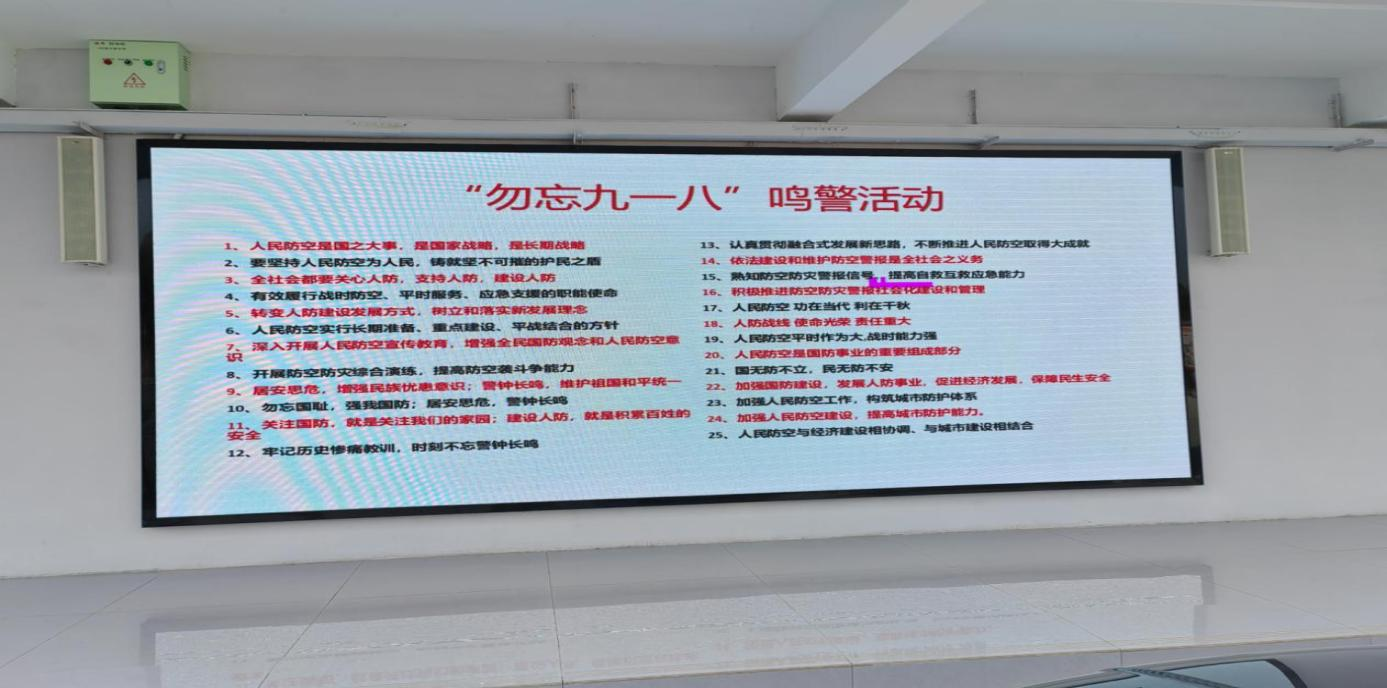 “勿忘九一八”鸣警活动
1、人民防空是国之大事，是国家战略，是长期战略
2、要坚持人民防空为人民，铸就坚不可摧的护民之盾
3、全社会都要关心人防，支持人防，建设人防
4、有效履行战时防空、平时服务、应急支援的职能使命
5、转变人防建设发展方式，树立和落实新发展理念
6、人民防空实行长期准备、重点建设、平战结合的方针
7、深入开展人民防空宣传教育，增强全民国防观念和人民防空意
识
8、开展防空防灾综合演练，提高防空袭斗争能力
9、居安思危，增强民族忧患意识；警钟长鸣，维护祖国和平统一
10、勿忘国耻，强我国防；居安思危，警钟长鸣
11、关注国防，就是关注我们的家园；建设人防，就是积累百姓的
安全
12、牢记历史惨痛教训，时刻不忘警钟长鸣
13、认真贯彻融合式发展新思路，不断推进人民防空取得大成就
14、依法建设和维护防空警报是全社会之义务
15、熟知防空防灾警报信号，提高自救互救应急能力
16、积极推进防空防灾警报社会化建设和管理
17、人民防空 功在当代 利在千秋
18、人防战线 使命光荣 责任重大
19、人民防空平时作为大,战时能力强
20、人民防空是国防事业的重要组成部分
21、国无防不立，民无防不安
22、加强国防建设，发展人防事业，促进经济发展，保障民生安全
23、加强人民防空工作，构筑城市防护体系
24、加强人民防空建设，提高城市防护能力。
25、人民防空与经济建设相协调、与城市建设相结合